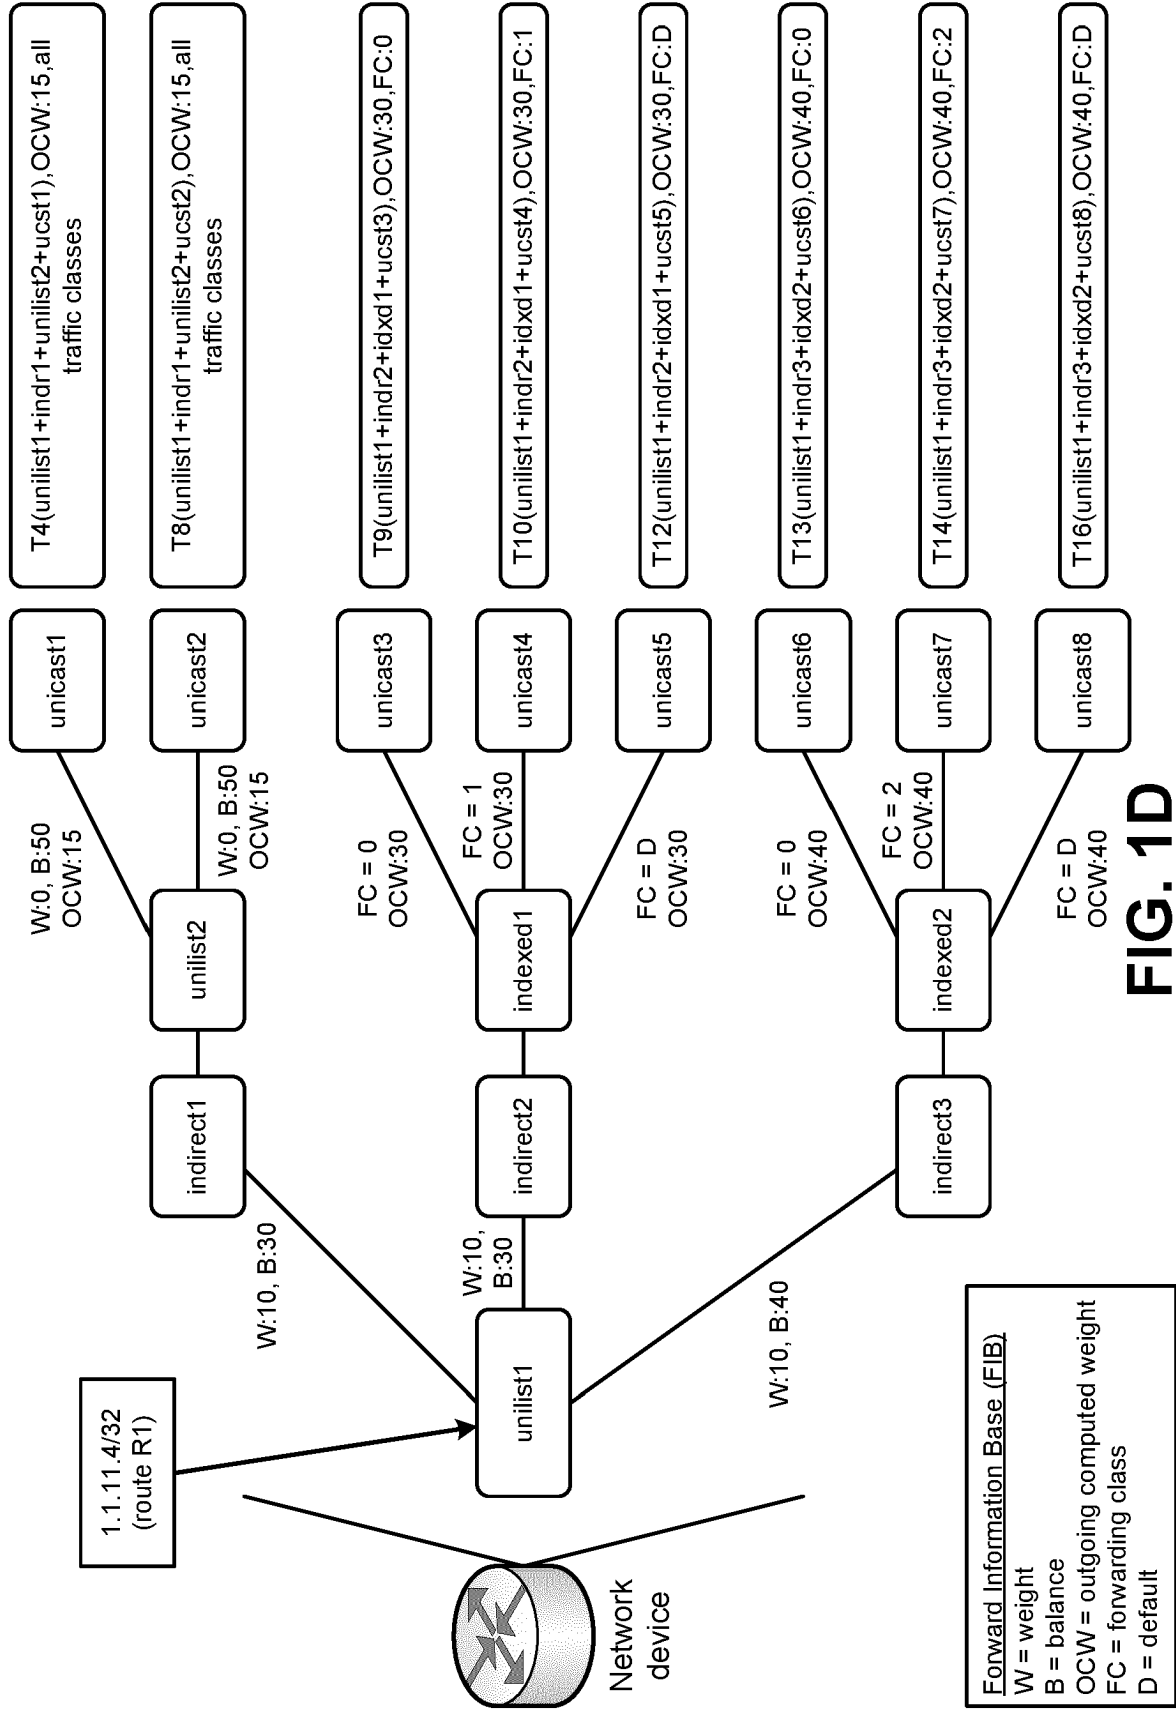 1.1.11.4/32
(route R1)
Network
device
unilist1
W:10, B:30
W:10,
B:30
W:10, B:40
indirect1
indirect2
indirect3
unilist2
indexed1
indexed2
W:0, B:50
OCW:15
W:0, B:50
OCW:15
FC = 0
OCW:30
FC = 1
OCW:30
FC = D
OCW:30
FC = 0
OCW:40
FC = 2
OCW:40
FC = D
OCW:40
unicast1
unicast2
unicast3
unicast4
unicast5
unicast6
unicast7
unicast8
T4(unilist1+indr1+unilist2+ucst1),OCW:15,all
traffic classes
T8(unilist1+indr1+unilist2+ucst2),OCW:15,all
traffic classes
T9(unilist1+indr2+idxd1+ucst3),OCW:30,FC:0
T10(unilist1+indr2+idxd1+ucst4),OCW:30,FC:1
T12(unilist1+indr2+idxd1+ucst5),OCW:30,FC:D
T13(unilist1+indr3+idxd2+ucst6),OCW:40,FC:0
T14(unilist1+indr3+idxd2+ucst7),OCW:40,FC:2
T16(unilist1+indr3+idxd2+ucst8),OCW:40,FC:D
Forward Information Base (FIB)
W = weight
B = balance
OCW = outgoing computed weight
FC = forwarding class
D = default
FIG. 1D